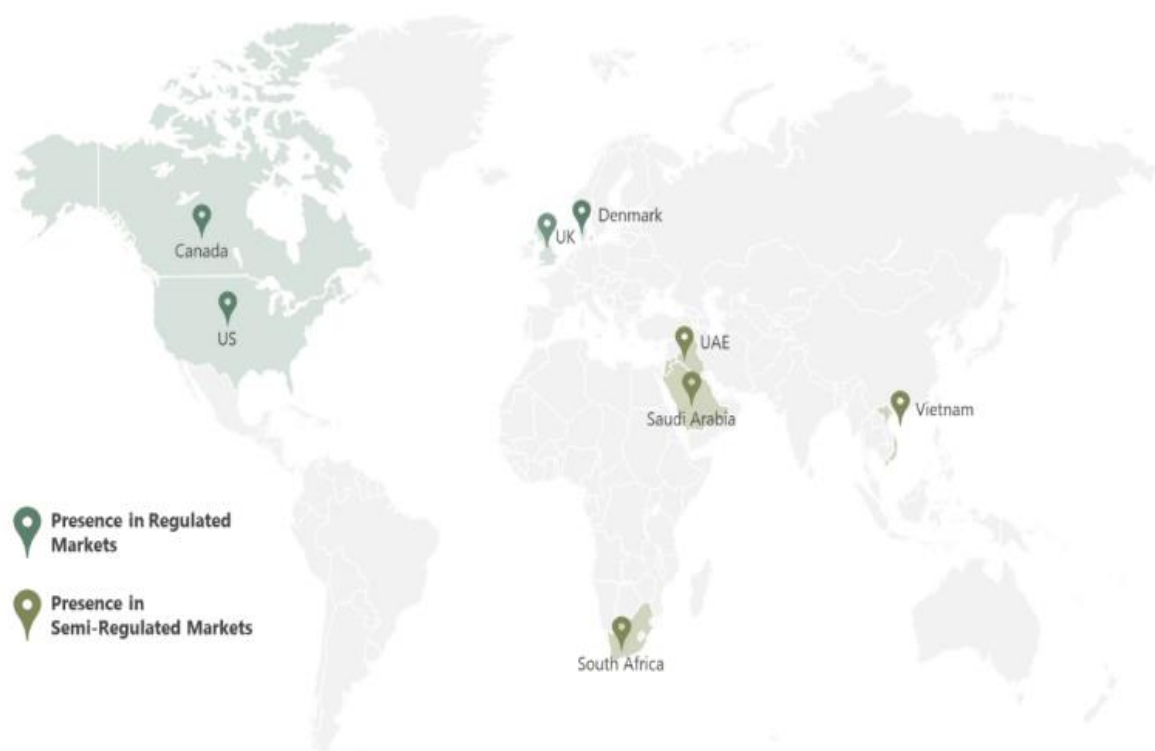 Denmark
UK
Canada
US
UAE
Saudi Arabia
Vietnam
Presence in Regulated
Markets
Presence in
Semi-Regulated Markets
South Africa